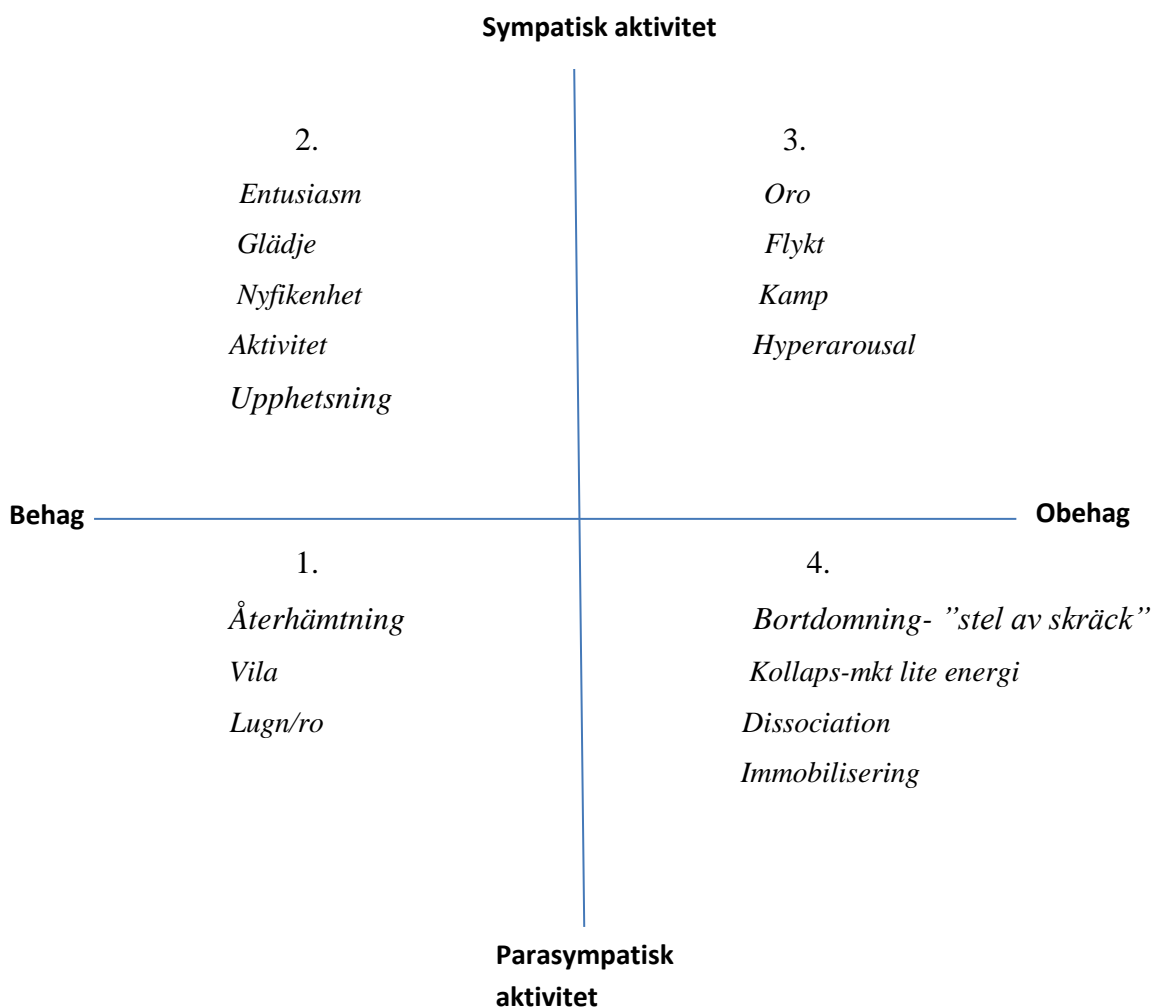 Sympatisk aktivitet
2.
Entusiasm
Glädje
Nyfikenhet
Aktivitet
Upphetsning
3.
Oro
Flykt
Kamp
Hyperarousal
Behag
Obehag
1.
Återhämtning
Vila
Lugn/ro
4.
Bortdomning- ”stel av skräck”
Kollaps-mkt lite energi
Dissociation
Immobilisering
Parasympatisk
aktivitet